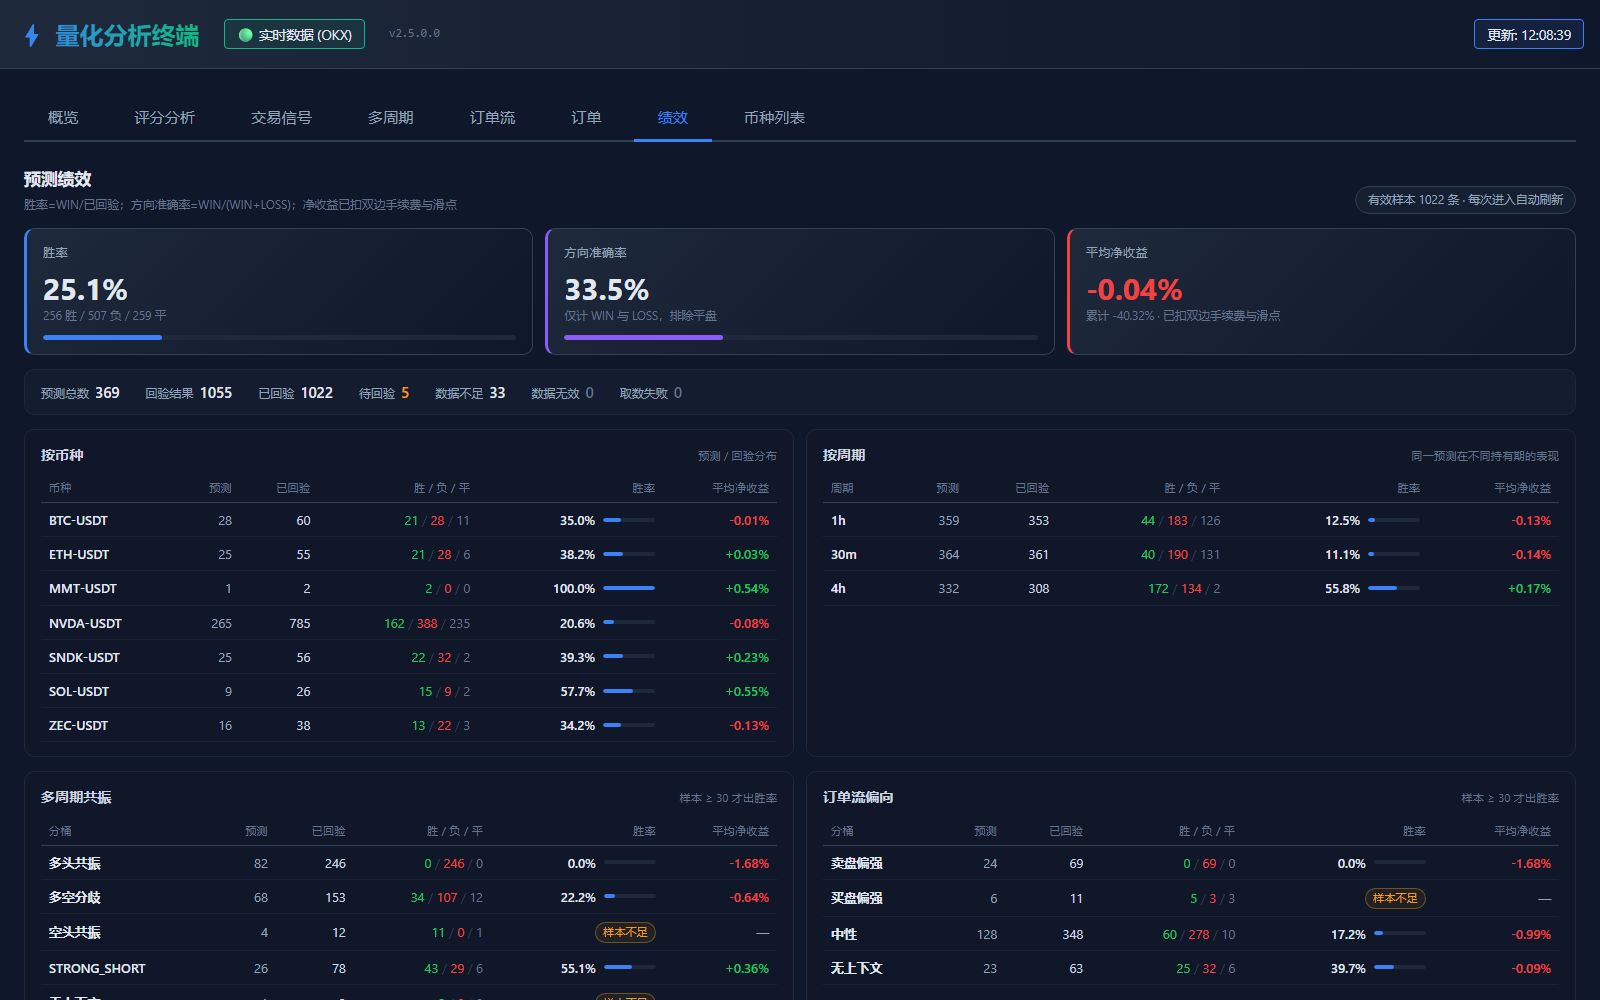 量化分析终端 实时数据 (OKX) v2.5.0.0 更新: 12:08:39
概览 评分分析 交易信号 多周期 订单流 订单 绩效 币种列表
预测绩效
胜率=WIN/已回验；方向准确率=WIN/(WIN+LOSS)；净收益已扣双边手续费与滑点
有效样本 1022 条 · 每次进入自动刷新
胜率
25.1%
256 胜 / 507 负 / 259 平
方向准确率
33.5%
仅计 WIN 与 LOSS，排除平盘
平均净收益
-0.04%
累计 -40.32% · 已扣双边手续费与滑点
预测总数 369 回验结果 1055 已回验 1022 待回验 5 数据不足 33 数据无效 0 取数失败 0
按币种 预测 / 回验分布
币种 预测 已回验 胜 / 负 / 平 胜率 平均净收益
BTC-USDT 28 60 21 / 28 / 11 35.0% -0.01%
ETH-USDT 25 55 21 / 28 / 6 38.2% +0.03%
MMT-USDT 1 2 2 / 0 / 0 100.0% +0.54%
NVDA-USDT 265 785 162 / 388 / 235 20.6% -0.08%
SNDK-USDT 25 56 22 / 32 / 2 39.3% +0.23%
SOL-USDT 9 26 15 / 9 / 2 57.7% +0.55%
ZEC-USDT 16 38 13 / 22 / 3 34.2% -0.13%
按周期 同一预测在不同持有期的表现
周期 预测 已回验 胜 / 负 / 平 胜率 平均净收益
1h 359 353 44 / 183 / 126 12.5% -0.13%
30m 364 361 40 / 190 / 131 11.1% -0.14%
4h 332 308 172 / 134 / 2 55.8% +0.17%
多周期共振 样本 ≥ 30 才出胜率
分桶 预测 已回验 胜 / 负 / 平 胜率 平均净收益
多头共振 82 246 0 / 246 / 0 0.0% -1.68%
多空分歧 68 153 34 / 107 / 12 22.2% -0.64%
空头共振 4 12 11 / 0 / 1 样本不足 —
STRONG_SHORT 26 78 43 / 29 / 6 55.1% +0.36%
订单流偏向 样本 ≥ 30 才出胜率
分桶 预测 已回验 胜 / 负 / 平 胜率 平均净收益
卖盘偏强 24 69 0 / 69 / 0 0.0% -1.68%
买盘偏强 6 11 5 / 3 / 3 样本不足 —
中性 128 348 60 / 278 / 10 17.2% -0.99%
无上下文 23 63 25 / 32 / 6 39.7% -0.09%